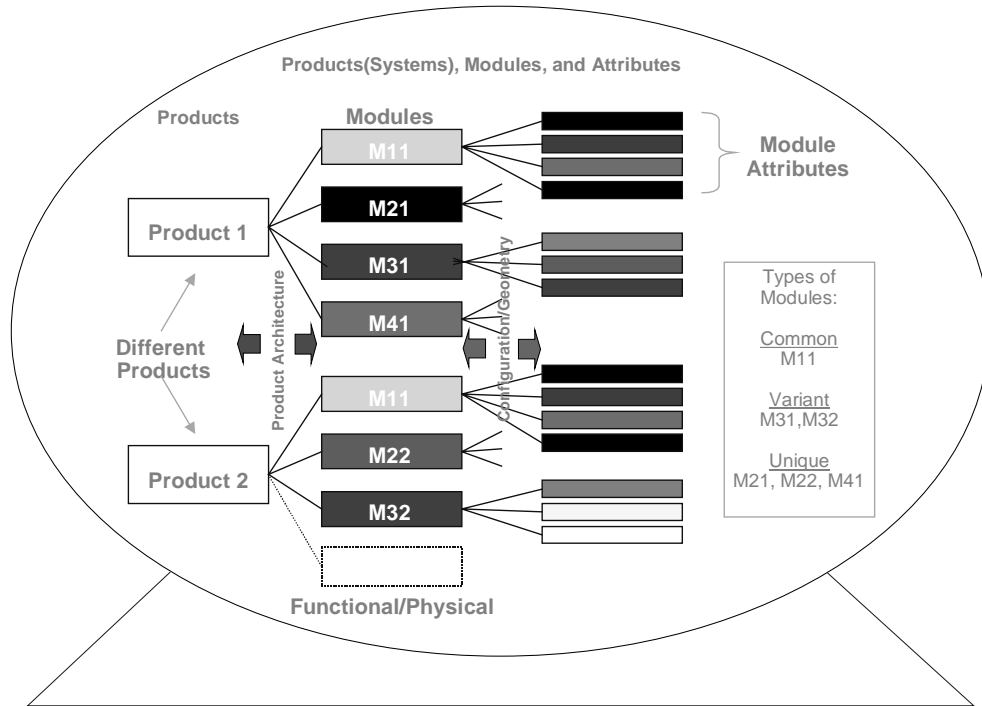 Products(Systems), Modules, and Attributes
Products
Modules
M11
Module
Attributes
M21
Product 1
M31
M41
Product Architecture
Configuration/Geometry
Different
Products
Types of
Modules:
Common
M11
Variant
M31,M32
Unique
M21, M22, M41
M11
M22
Product 2
M32
Functional/Physical